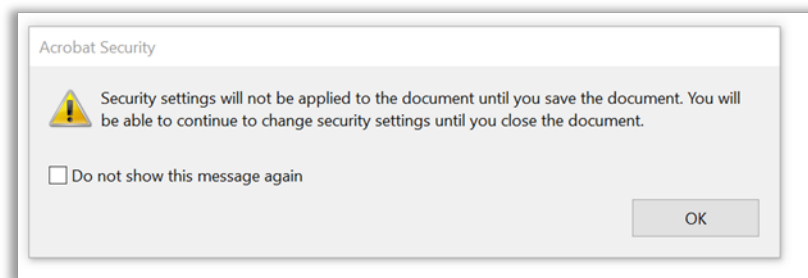 Acrobat Security
Security settings will not be applied to the document until you save the document. You will
be able to continue to change security settings until you close the document.
Do not show this message again
OK